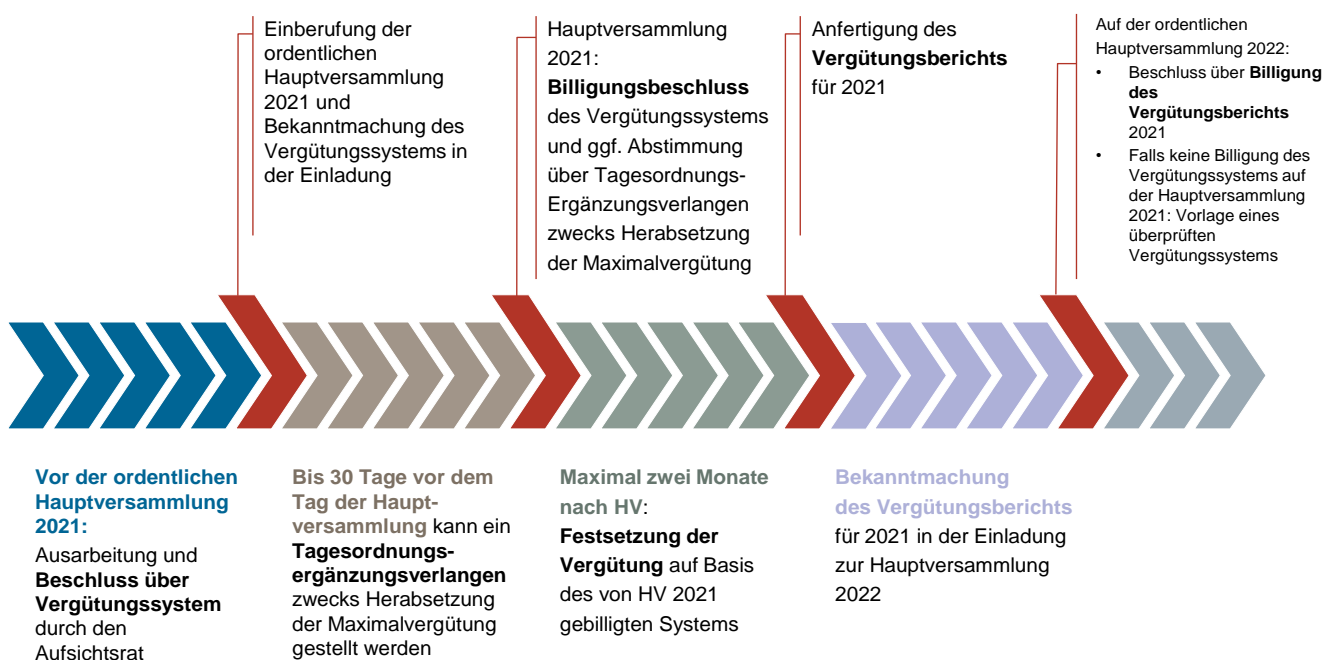 Einberufung der
ordentlichen
Hauptversammlung
2021 und
Bekanntmachung des
Vergütungssystems in
der Einladung
Hauptversammlung
2021:
Billigungsbeschluss
des Vergütungssystems
und ggf. Abstimmung
über Tagesordnungs-
Ergänzungsverlangen
zwecks Herabsetzung
der Maximalvergütung
Anfertigung des
Vergütungsberichts
für 2021
Auf der ordentlichen
Hauptversammlung 2022:
• Beschluss über Billigung
des
Vergütungsberichts
2021
• Falls keine Billigung des
Vergütungssystems auf
der Hauptversammlung
2021: Vorlage eines
überprüften
Vergütungssystems
Vor der ordentlichen
Hauptversammlung
2021:
Ausarbeitung und
Beschluss über
Vergütungssystem
durch den
Aufsichtsrat
Bis 30 Tage vor dem
Tag der Haupt-
versammlung kann ein
Tagesordnungs-
ergänzungsverlangen
zwecks Herabsetzung
der Maximalvergütung
gestellt werden
Maximal zwei Monate
nach HV:
Festsetzung der
Vergütung auf Basis
des von HV 2021
gebilligten Systems
Bekanntmachung
des Vergütungsberichts
für 2021 in der Einladung
zur Hauptversammlung
2022